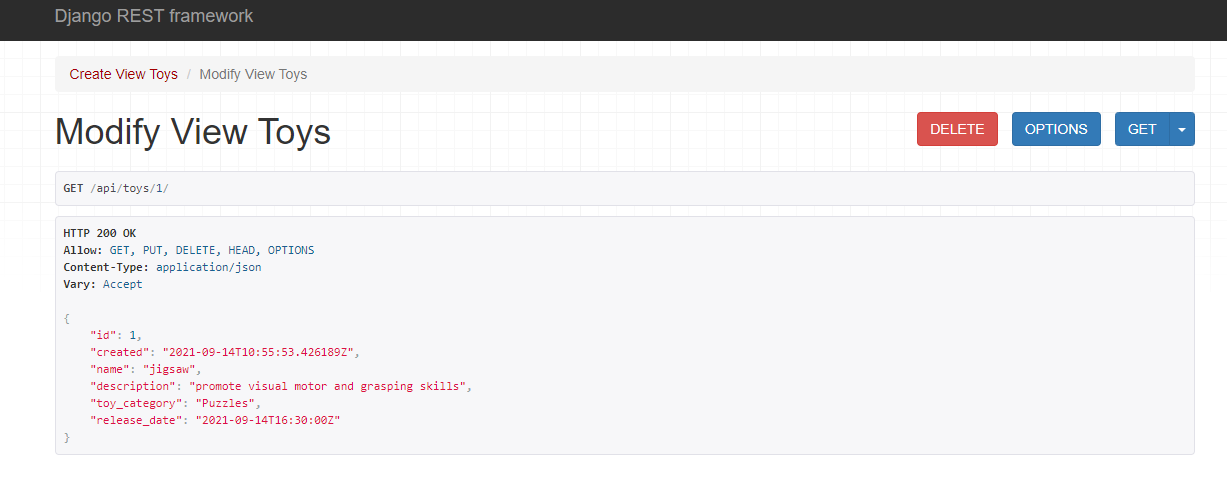 Django REST framework
Create View Toys / Modify View Toys
Modify View Toys
DELETE OPTIONS GET
GET /api/toys/1/
HTTP 200 OK
Allow: GET, PUT, DELETE, HEAD, OPTIONS
Content-Type: application/json
Vary: Accept
{
    "id": 1,
    "created": "2021-09-14T10:55:53.426189Z",
    "name": "jigsaw",
    "description": "promote visual motor and grasping skills",
    "toy_category": "Puzzles",
    "release_date": "2021-09-14T16:30:00Z"
}